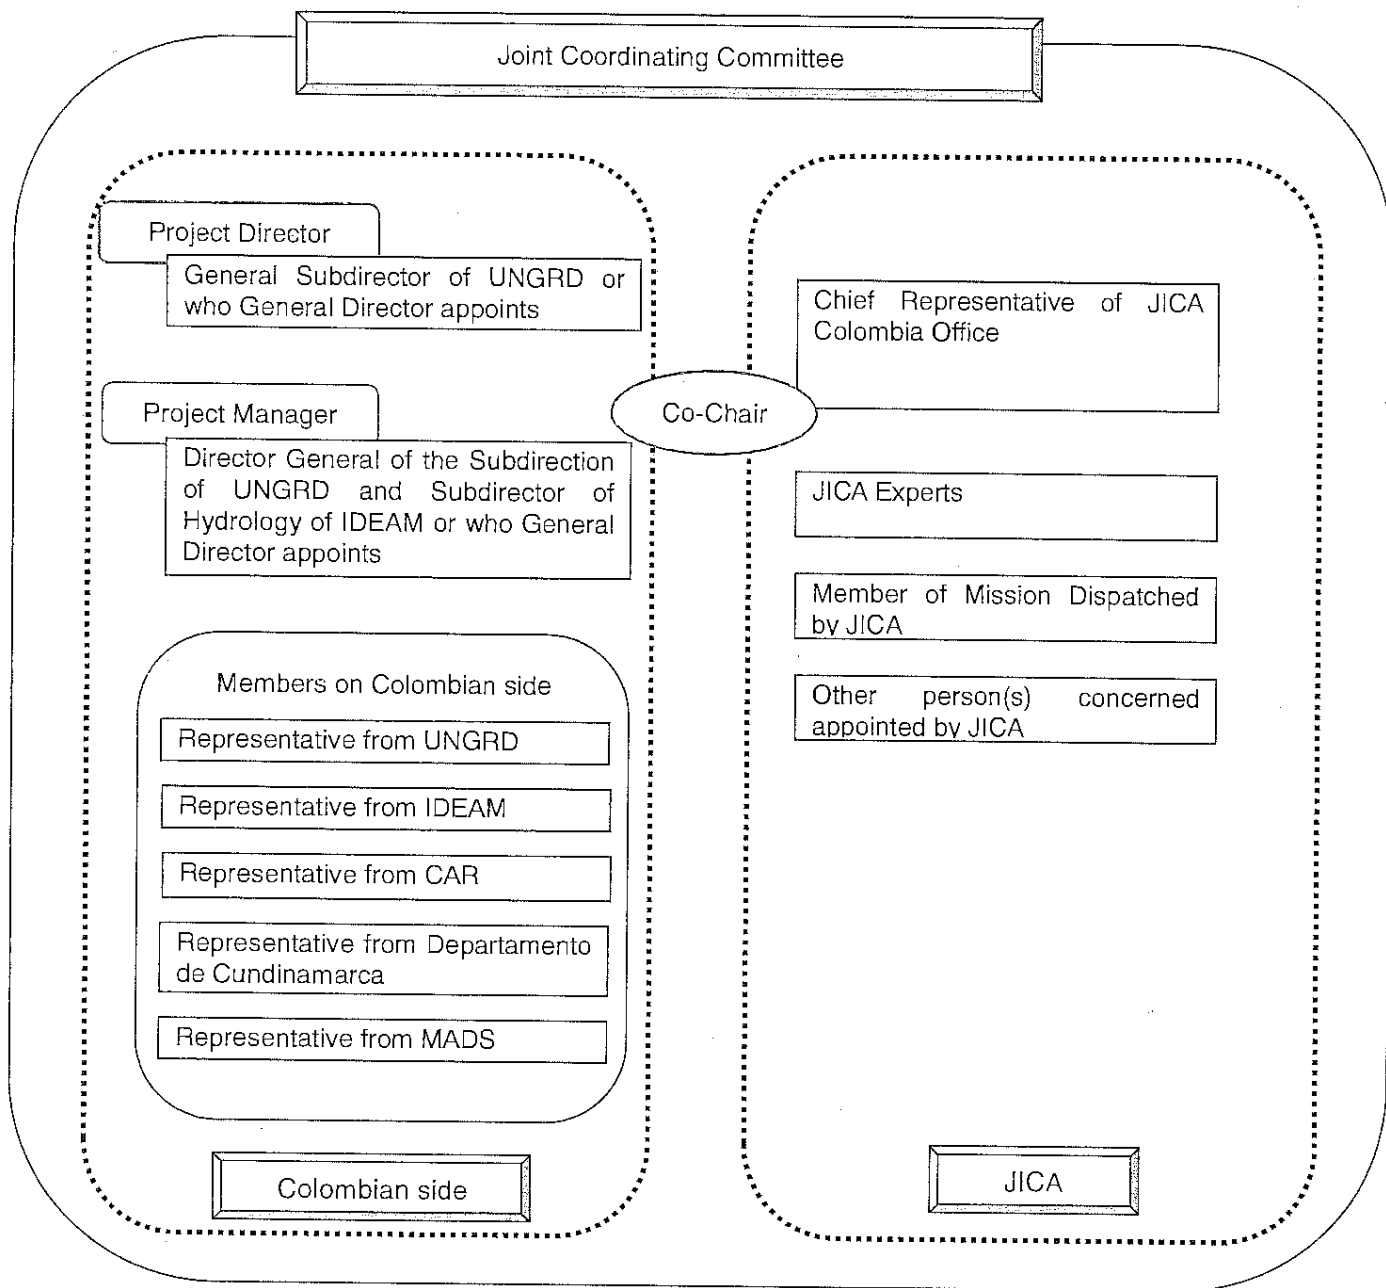 Joint Coordinating Committee
Project Director
General Subdirector of UNGRD or
who General Director appoints
Project Manager
Director General of the Subdirection
of UNGRD and Subdirector of
Hydrology of IDEAM or who General
Director appoints
Members on Colombian side
Representative from UNGRD
Representative from IDEAM
Representative from CAR
Representative from Departamento
de Cundinamarca
Representative from MADS
Colombian side
Co-Chair
Chief Representative of JICA
Colombia Office
JICA Experts
Member of Mission Dispatched
by JICA
Other person(s) concerned
appointed by JICA
JICA